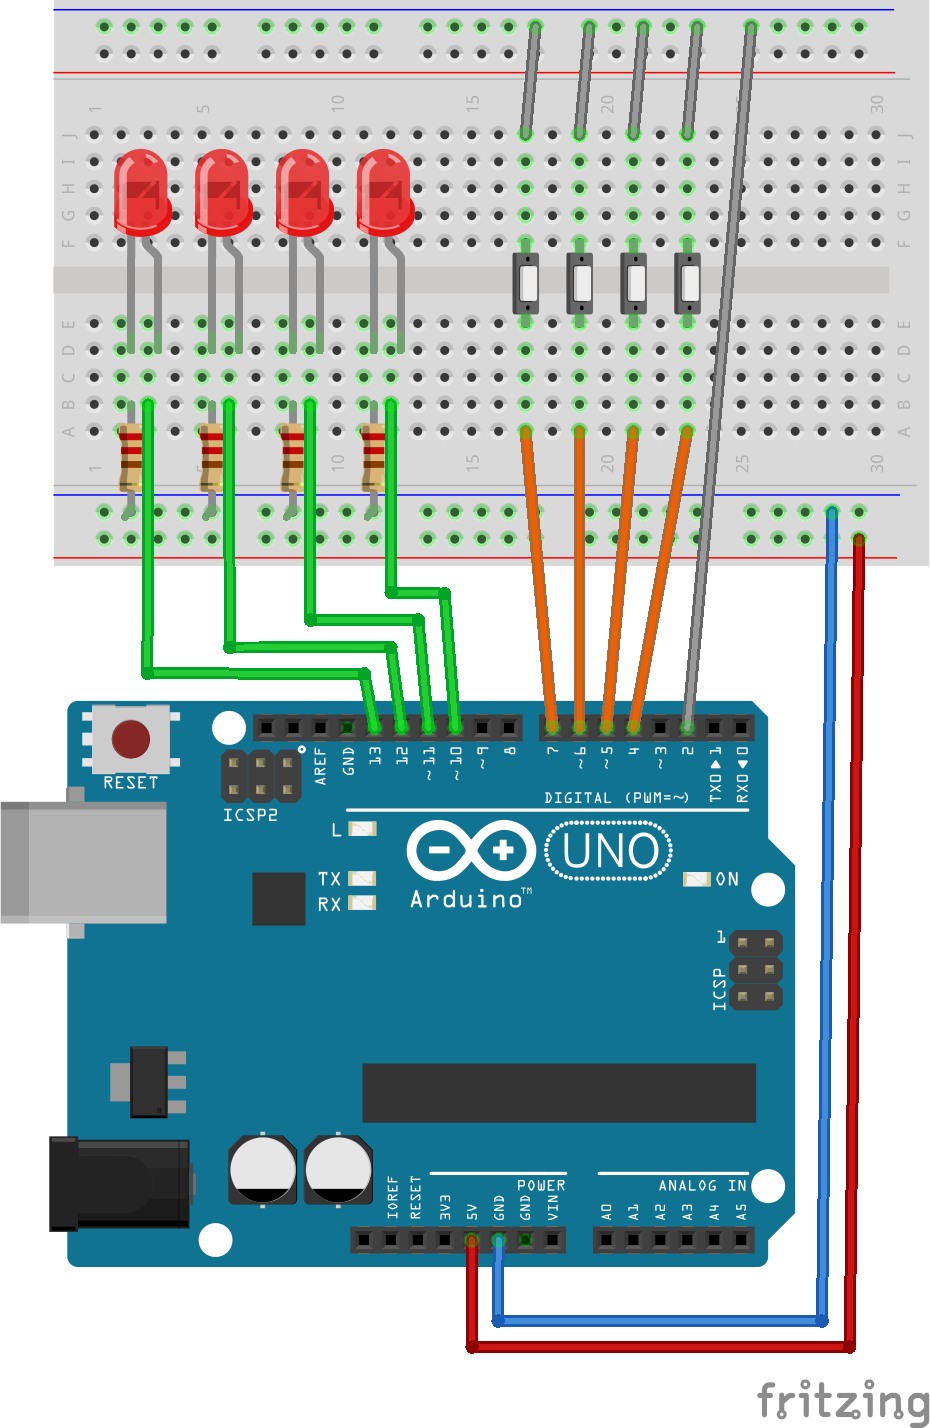 1 5 10 15 20 25 30
J J
I I
H H
G G
F F
E E
D D
C C
B B
A A
1 5 10 15 20 25 30
RESET
ICSP2
AREF
GND
13
12
~11
~10
~9
8
7
~6
~5
4
~3
2
TX0▶1
RX0◀0
DIGITAL (PWM=~)
L
TX
RX
Arduino™
UNO
ON
1
ICSP
IOREF
RESET
3V3
5V
GND
GND
VIN
POWER
A0
A1
A2
A3
A4
A5
ANALOG IN
fritzing